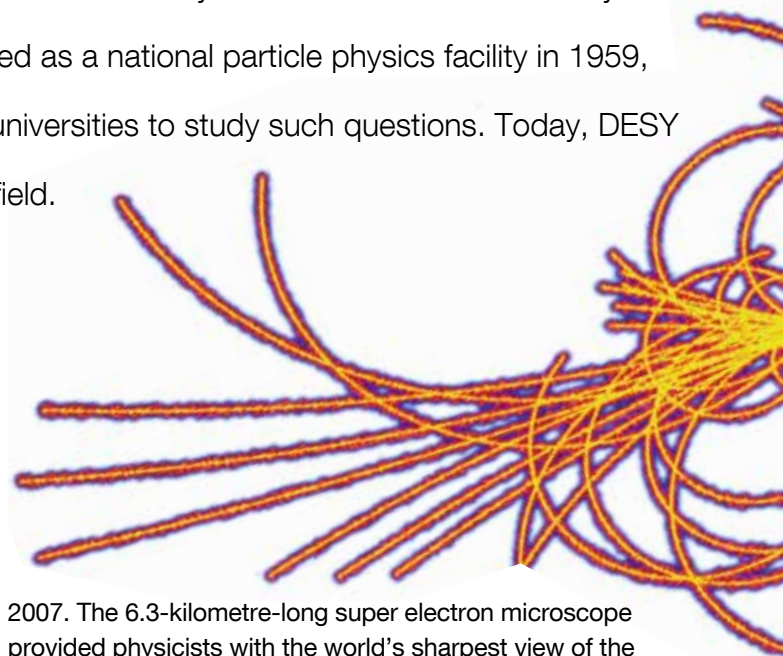 ed as a national particle physics facility in 1959,
universities to study such questions. Today, DESY
field.
2007. The 6.3-kilometre-long super electron microscope
provided physicists with the world’s sharpest view of the